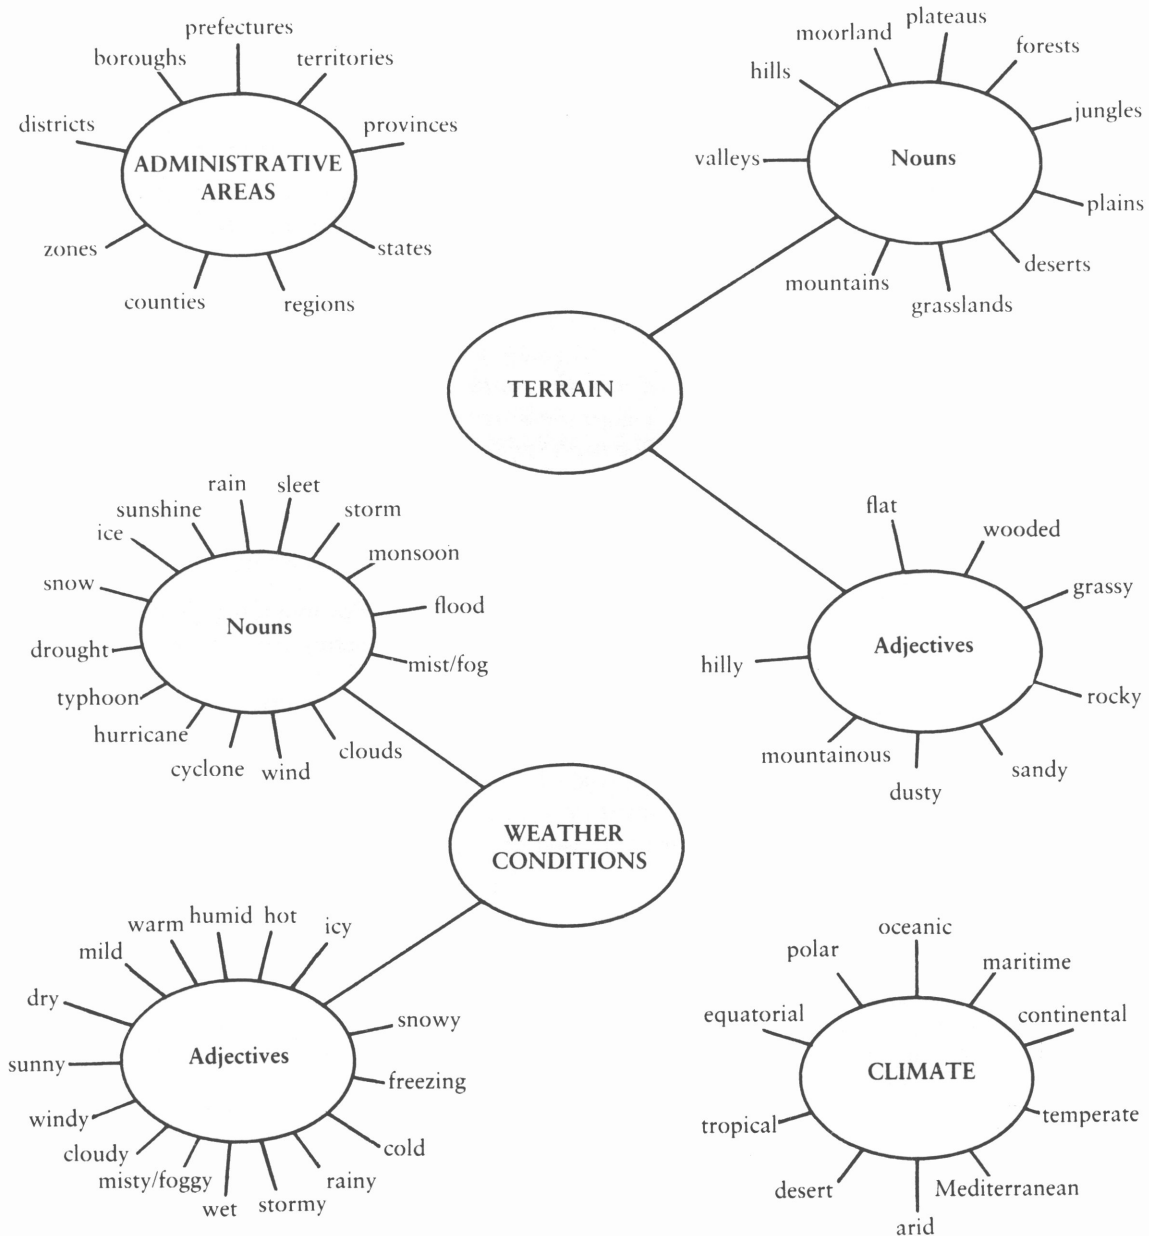 prefectures
boroughs
territories
districts
provinces
ADMINISTRATIVE
AREAS
zones
states
counties
regions
plateaus
moorland
forests
hills
jungles
valleys
Nouns
plains
deserts
mountains
grasslands
TERRAIN
flat
wooded
grassy
Adjectives
hilly
rocky
mountainous
sandy
dusty
rain
sleet
sunshine
storm
ice
monsoon
snow
flood
Nouns
drought
mist/fog
typhoon
hurricane
clouds
cyclone
wind
WEATHER
CONDITIONS
humid
hot
warm
icy
mild
dry
snowy
Adjectives
sunny
freezing
windy
cold
cloudy
misty/foggy
rainy
wet
stormy
oceanic
polar
maritime
equatorial
continental
CLIMATE
tropical
temperate
desert
Mediterranean
arid